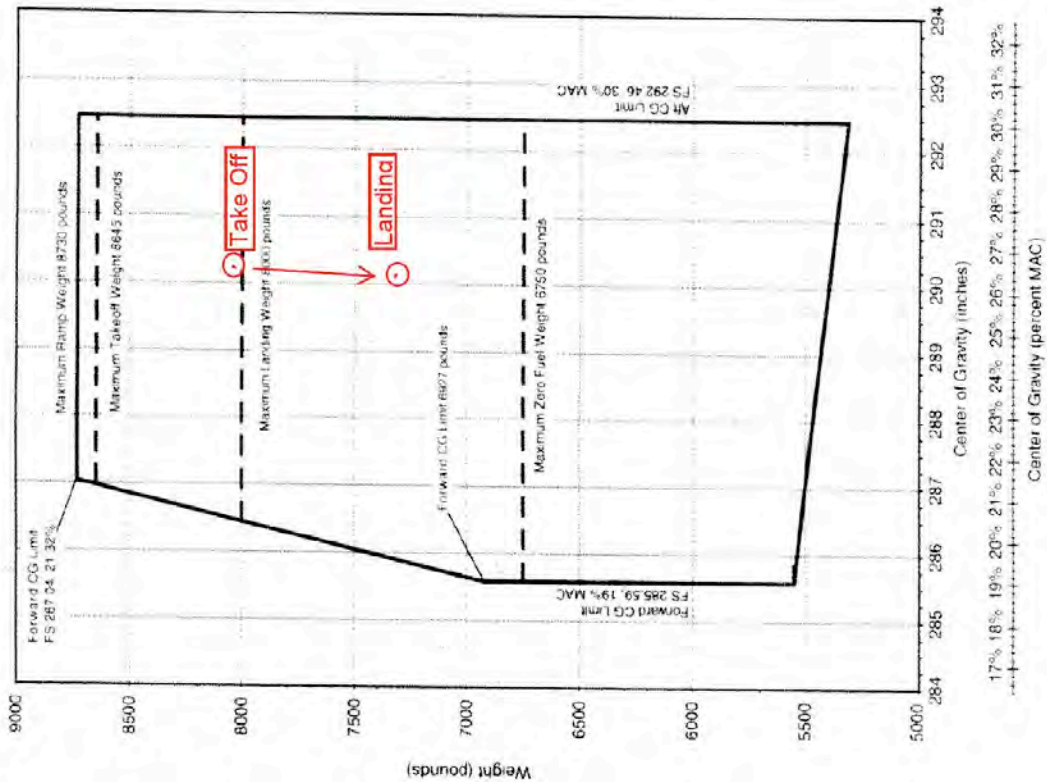 Forward CG Limit
FS 287 04 21 32%
Maximum Ramp Weight 8730 pounds
Maximum Takeoff Weight 8645 pounds
Take Off
Maximum Landing Weight 8000 pounds
Landing
Forward CG Limit 6927 pounds
Maximum Zero Fuel Weight 6750 pounds
Forward CG Limit
FS 285.59, 19% MAC
Aft CG Limit
FS 292 46 30% MAC
Weight (pounds)
9000
8500
8000
7500
7000
6500
6000
5500
5000
284 285 286 287 288 289 290 291 292 293 294
Center of Gravity (inches)
17% 18% 19% 20% 21% 22% 23% 24% 25% 26% 27% 28% 29% 30% 31% 32%
Center of Gravity (percent MAC)